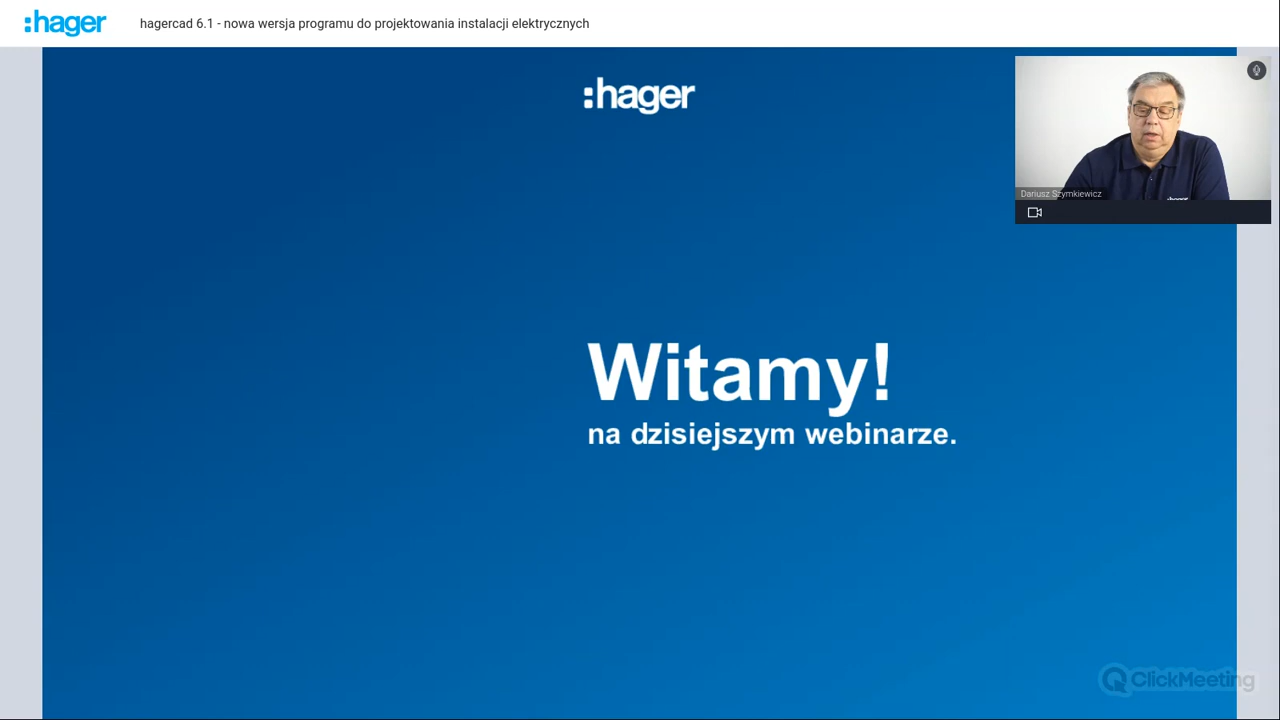 :hager
hagercad 6.1 - nowa wersja programu do projektowania instalacji elektrycznych
:hager
Dariusz Szymkiewicz
:hager
Witamy!
na dzisiejszym webinarze.
ClickMeeting